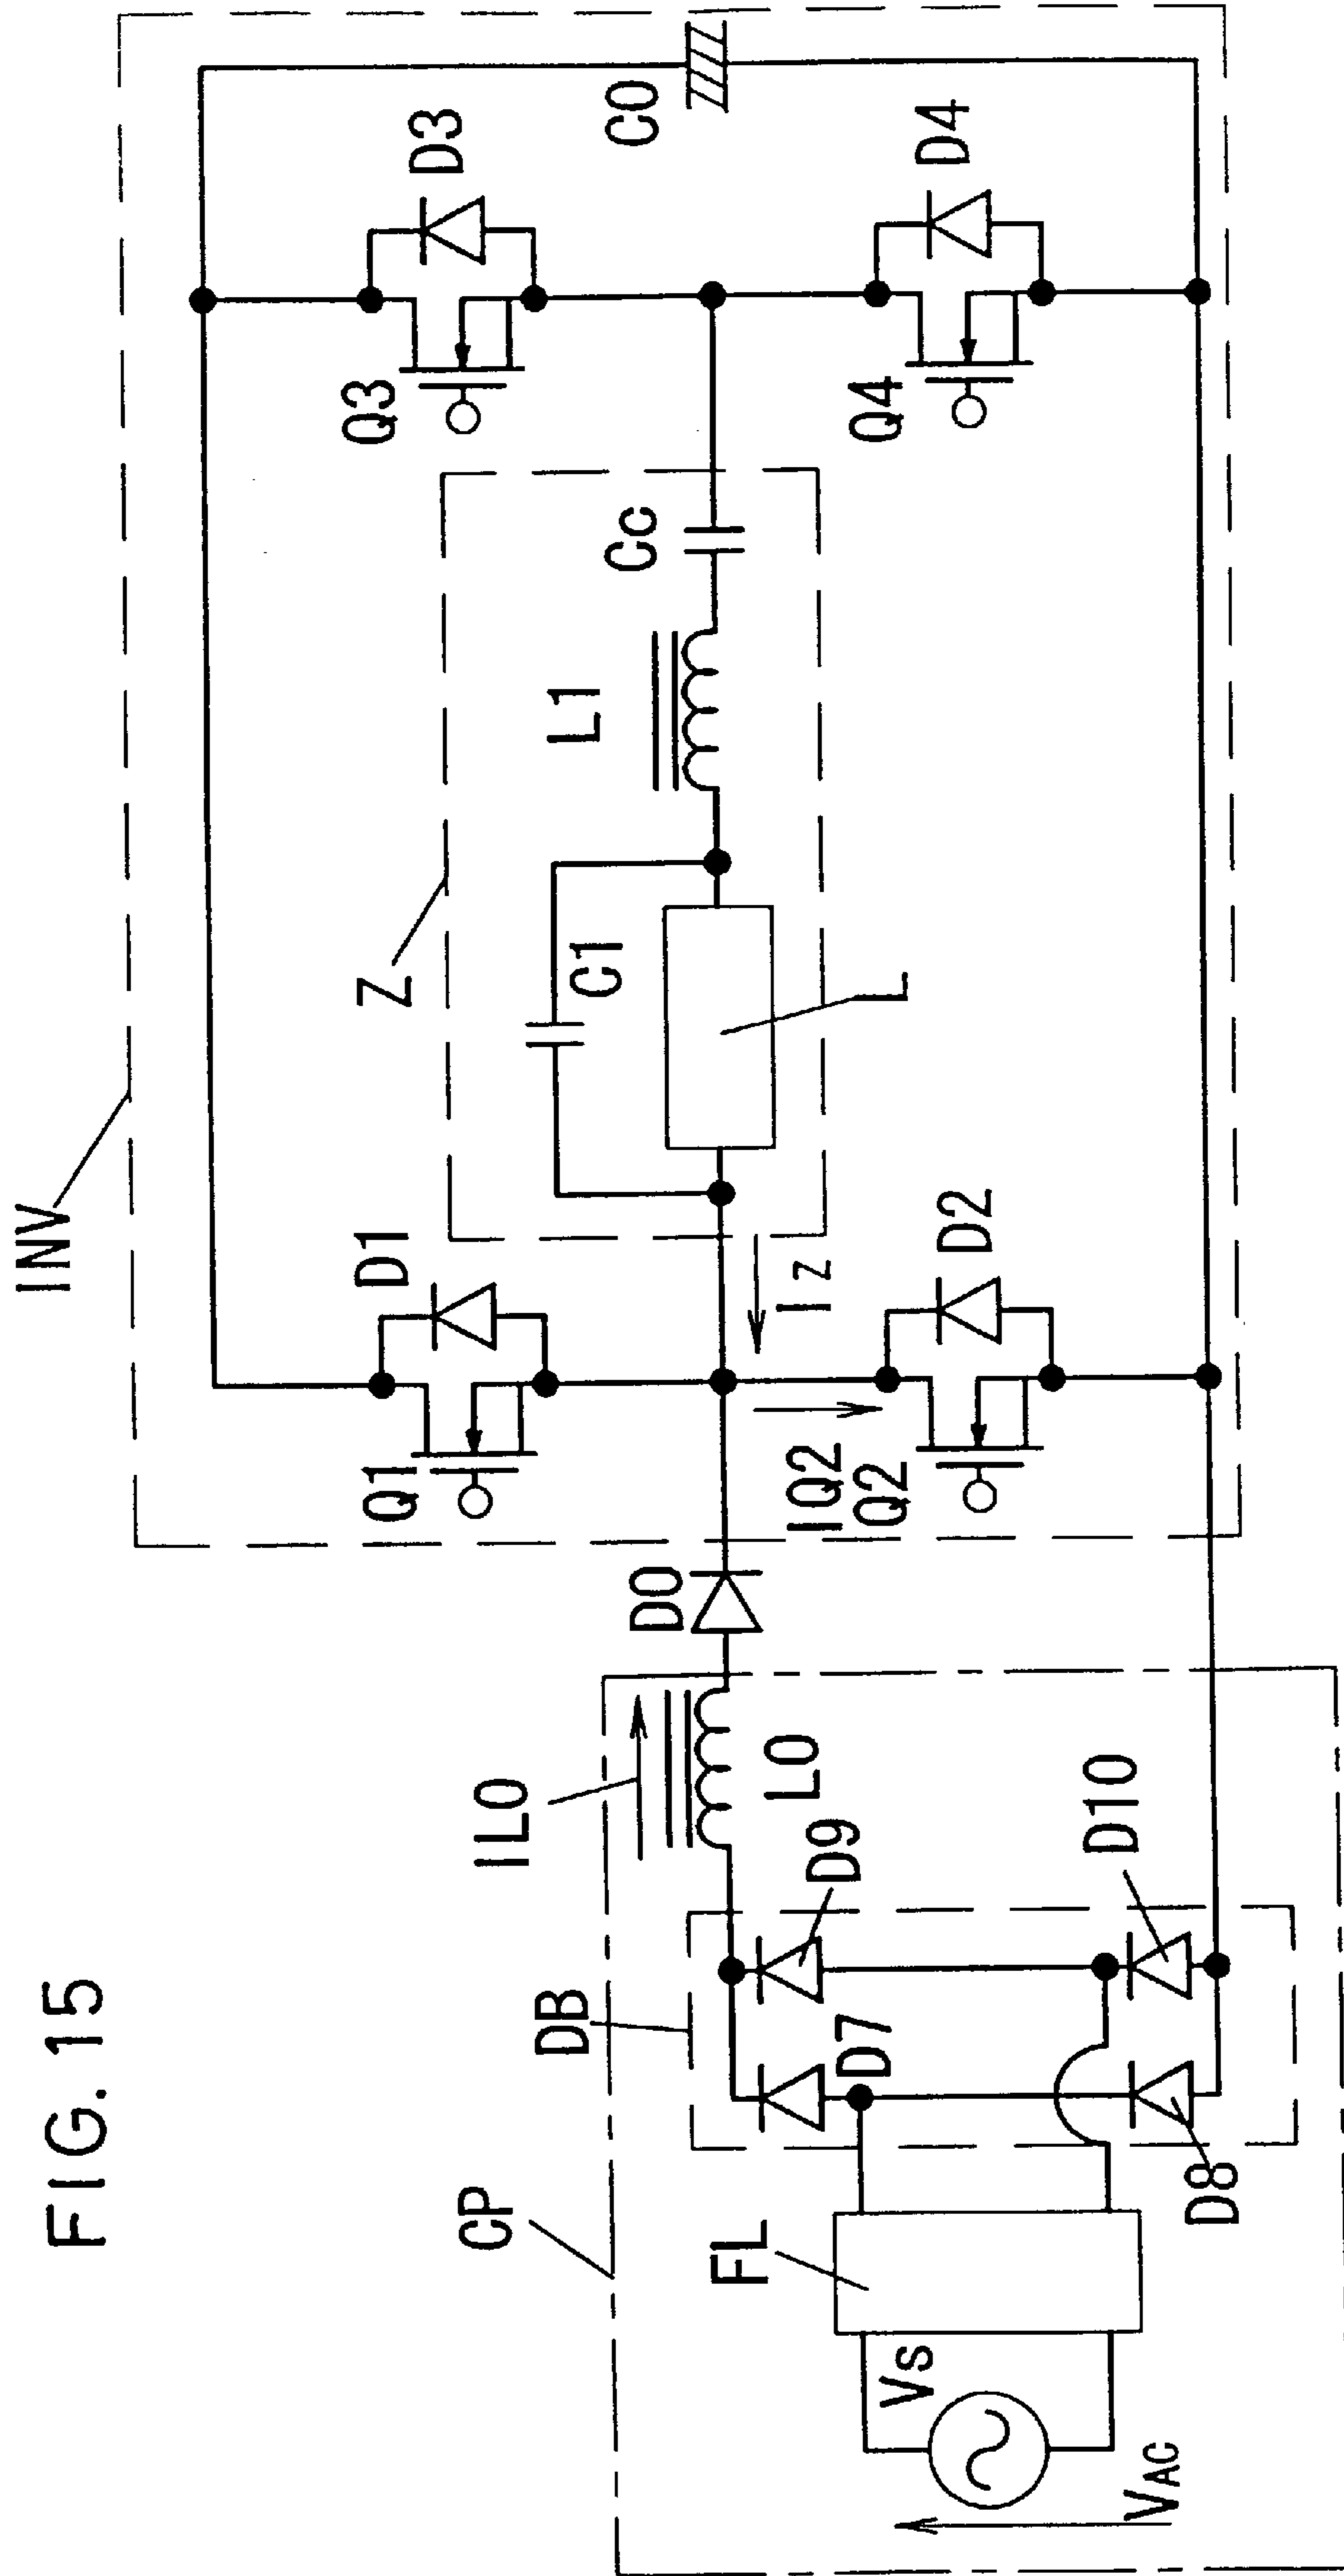 FIG. 15
INV
Z
Q1
D1
Q3
D3
C1
L1
Cc
C0
L
IZ
IQ2
Q2
D2
Q4
D4
CP
DB
IL0
L0
D0
D9
D7
D10
D8
FL
Vs
VAC